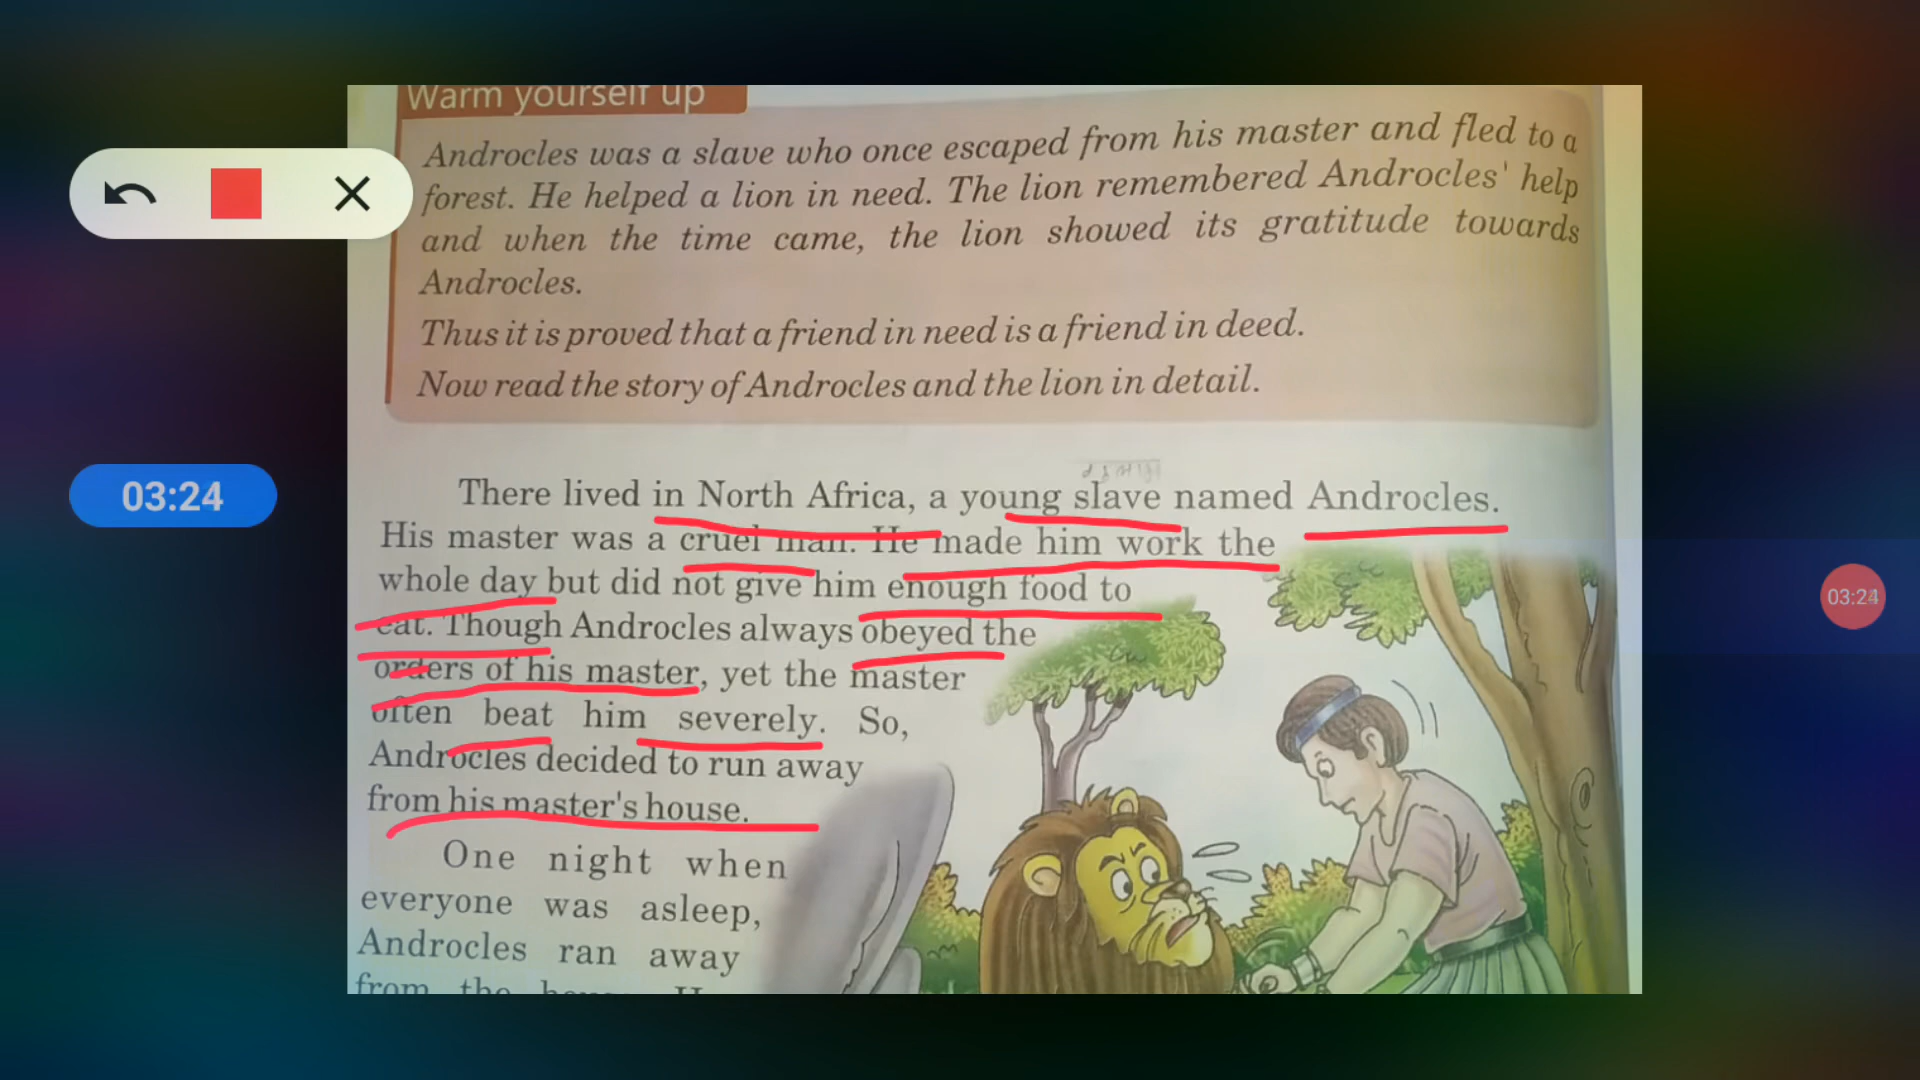 Warm yourself up
Androcles was a slave who once escaped from his master and fled to a
forest. He helped a lion in need. The lion remembered Androcles' help
and when the time came, the lion showed its gratitude towards
Androcles.
Thus it is proved that a friend in need is a friend in deed.
Now read the story of Androcles and the lion in detail.
03:24
There lived in North Africa, a young slave named Androcles.
His master was a cruel man. He made him work the
whole day but did not give him enough food to
eat. Though Androcles always obeyed the
orders of his master, yet the master
often beat him severely. So,
Androcles decided to run away
from his master's house.
One night when
everyone was asleep,
Androcles ran away
from the
03:24